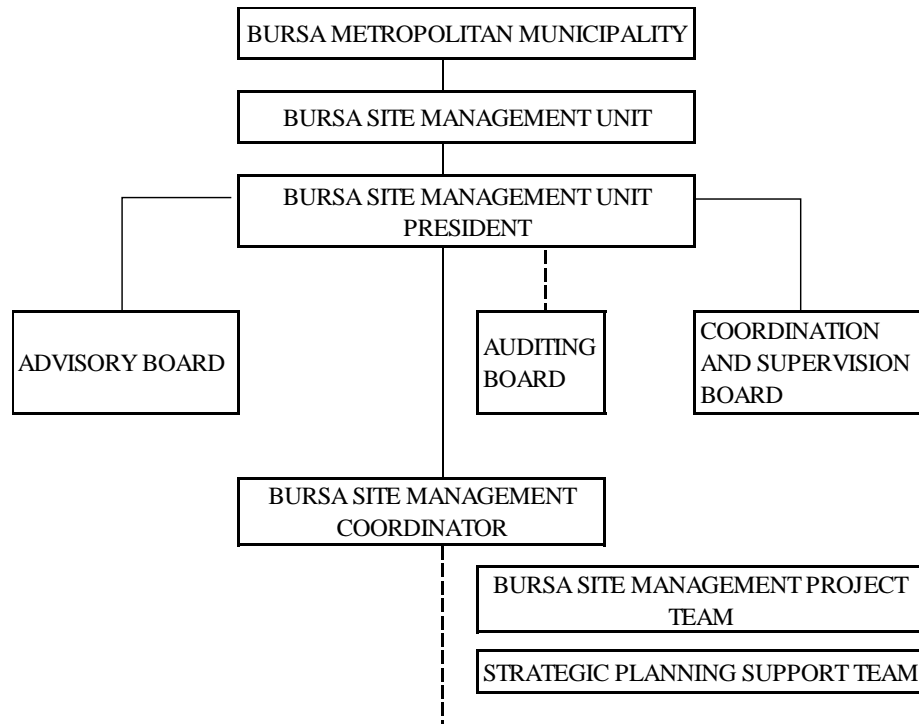 BURSA METROPOLITAN MUNICIPALITY
BURSA SITE MANAGEMENT UNIT
BURSA SITE MANAGEMENT UNIT
PRESIDENT
ADVISORY BOARD
AUDITING
BOARD
COORDINATION
AND SUPERVISION
BOARD
BURSA SITE MANAGEMENT
COORDINATOR
BURSA SITE MANAGEMENT PROJECT
TEAM
STRATEGIC PLANNING SUPPORT TEAM